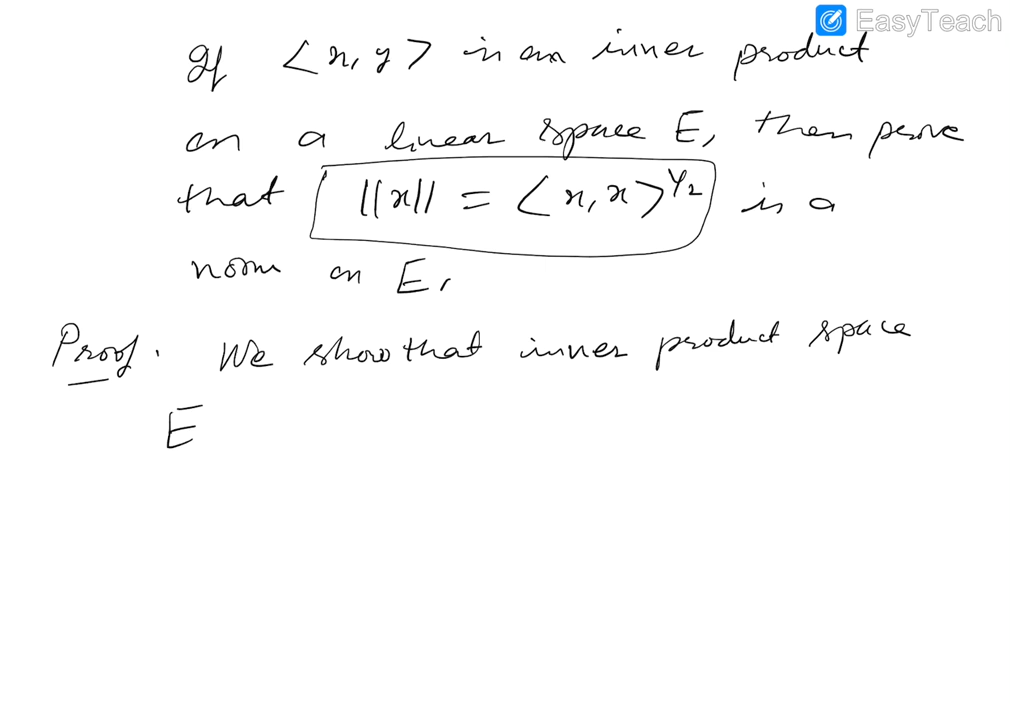 EasyTeach
If <x, y> is an inner product
on a linear space E, then prove
that ||x|| = <x, x>^1/2 is a
norm on E.
Proof. We show that inner product space
E